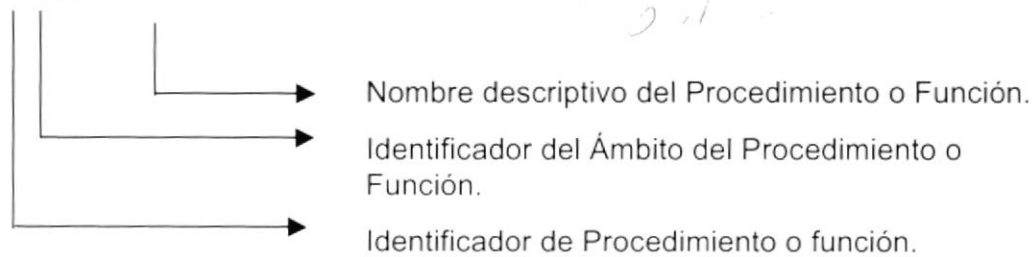 Nombre descriptivo del Procedimiento o Función.
Identificador del Ámbito del Procedimiento o
Función.
Identificador de Procedimiento o función.